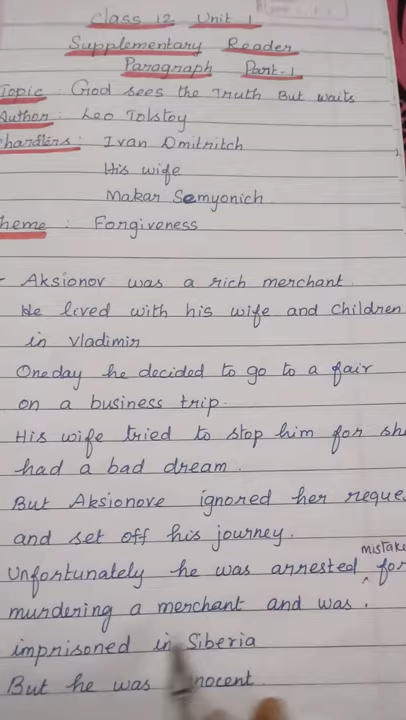 Class 12 Unit 1
Supplementary Reader
Paragraph Part-1
Topic : God sees the Truth But waits
Author : Leo Tolstoy
hardlers : Ivan Dmitritch
His wife
Makar Semyonich
heme : Forgiveness
- Aksionov was a rich merchant.
He lived with his wife and children
in Vladimir
Oneday he decided to go to a fair
on a business trip.
His wife tried to stop him for sh
had a bad dream.
But Aksionove ignored her reque
and set off his journey.
mistake
Unfortunately he was arrested ^ for
murdering a merchant and was.
imprisoned in Siberia
But he was nocent.